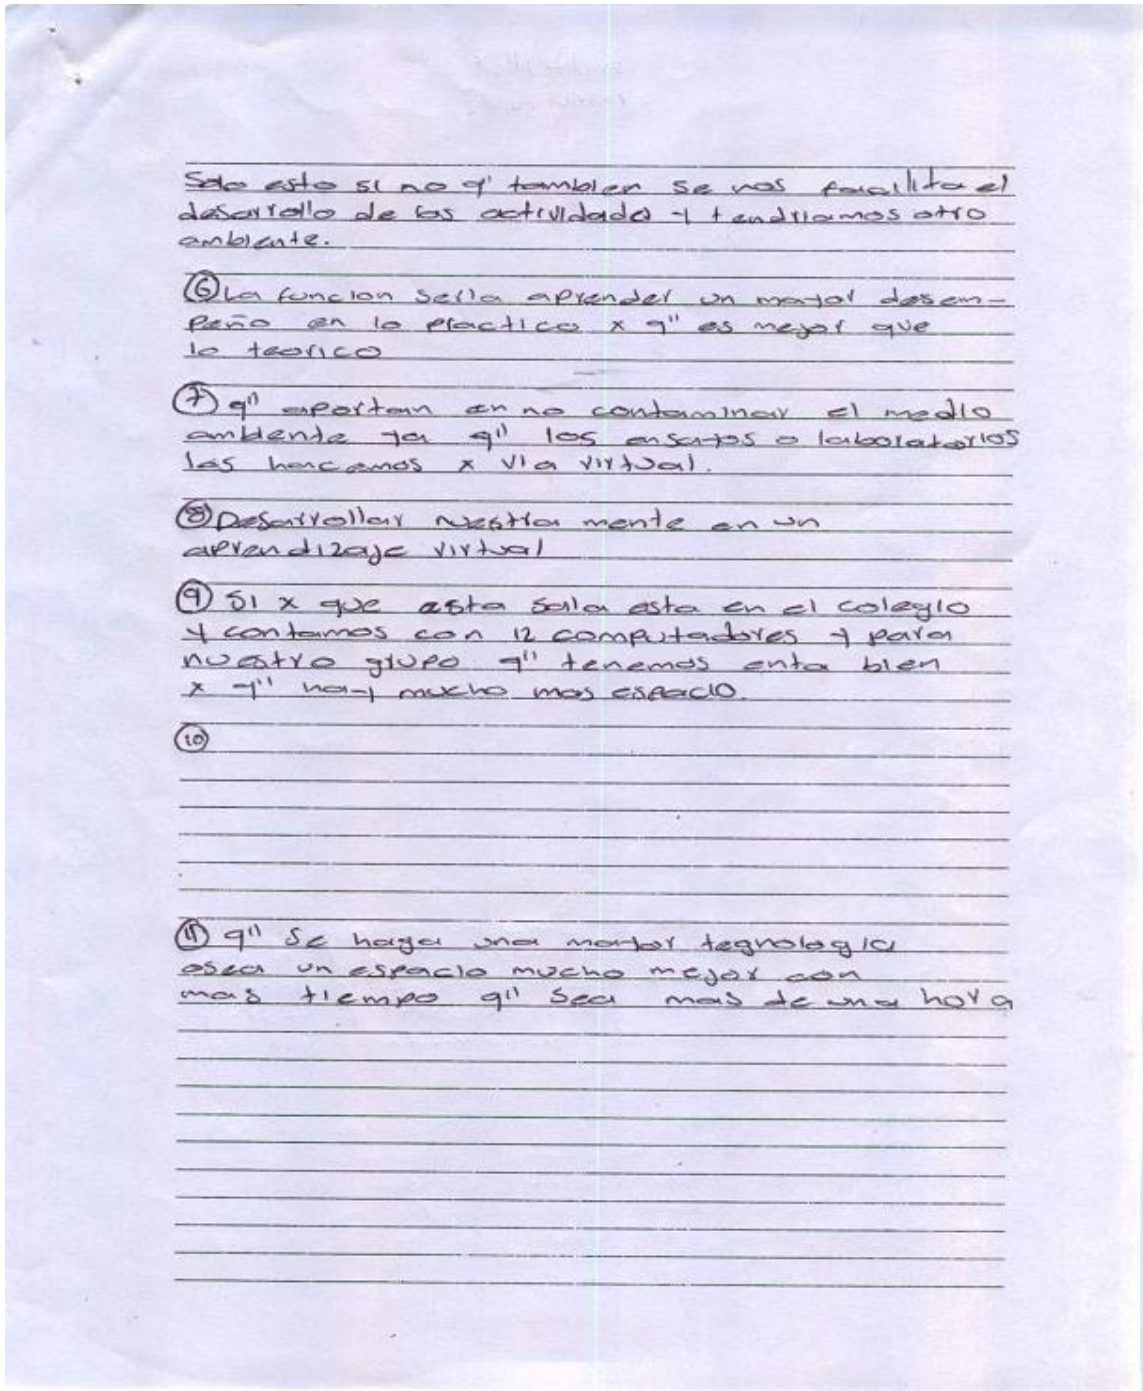 Solo esto si no q' tambien se nos facilita el
desarrollo de las actividades y tendriamos otro
ambiente.
⑥ La funcion seria aprender un mayor desem-
peño en lo practico x q" es mejor que
lo teorico
⑦ q" aportan en no contaminar el medio
ambiente ya q" los ensayos o laboratorios
los hacemos x via virtual.
⑧ Desarrollar nuestra mente en un
aprendizaje virtual
⑨ Si x que esta sala esta en el colegio
y contamos con 12 computadores y para
nuestro grupo q" tenemos enta bien
x q" hay mucho mas espacio.
⑩
⑪ q" se haga una mayor tegnologia
osea un espacio mucho mejor con
mas tiempo q" sea mas de una hora